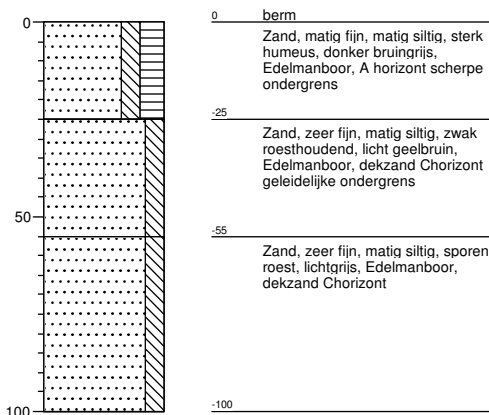 0
50
100
0 berm
Zand, matig fijn, matig siltig, sterk
humeus, donker bruingrijs,
Edelmanboor, A horizont scherpe
ondergrens
-25
Zand, zeer fijn, matig siltig, zwak
roesthoudend, licht geelbruin,
Edelmanboor, dekzand Chorizont
geleidelijke ondergrens
-55
Zand, zeer fijn, matig siltig, sporen
roest, lichtgrijs, Edelmanboor,
dekzand Chorizont
-100